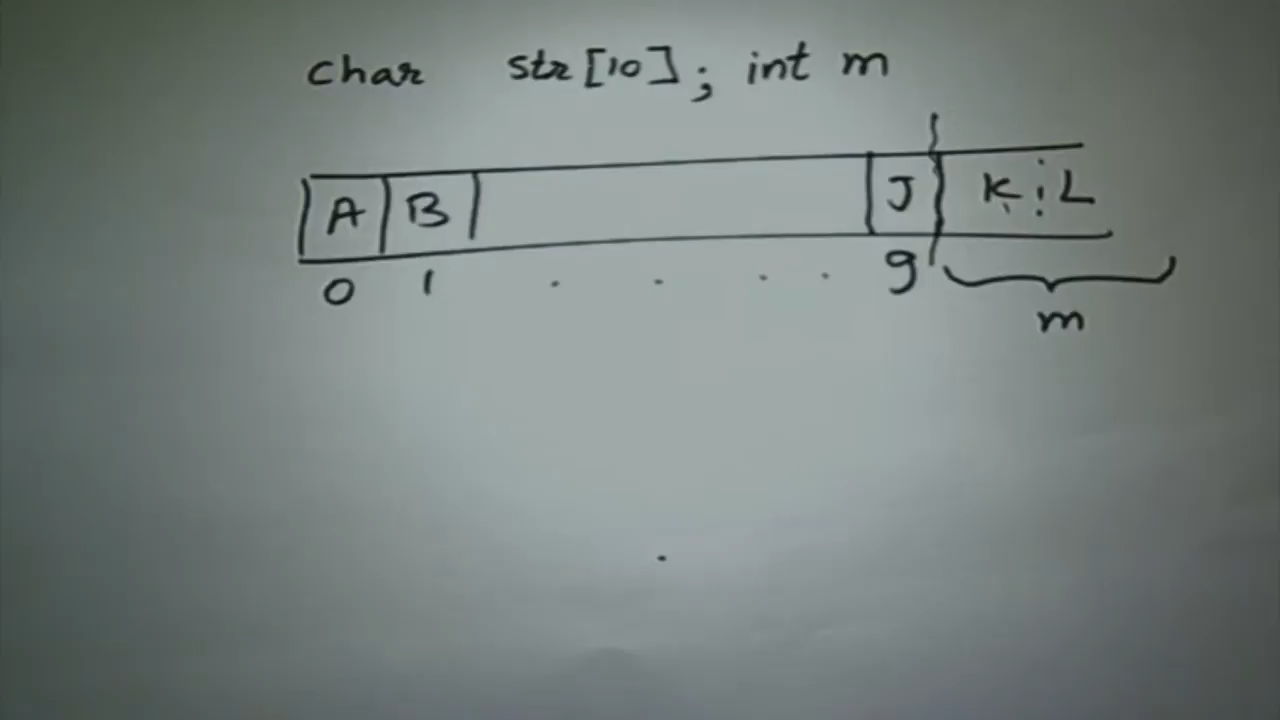 char str[10]; int m
A B J K L
0 1 . . . . 9
m